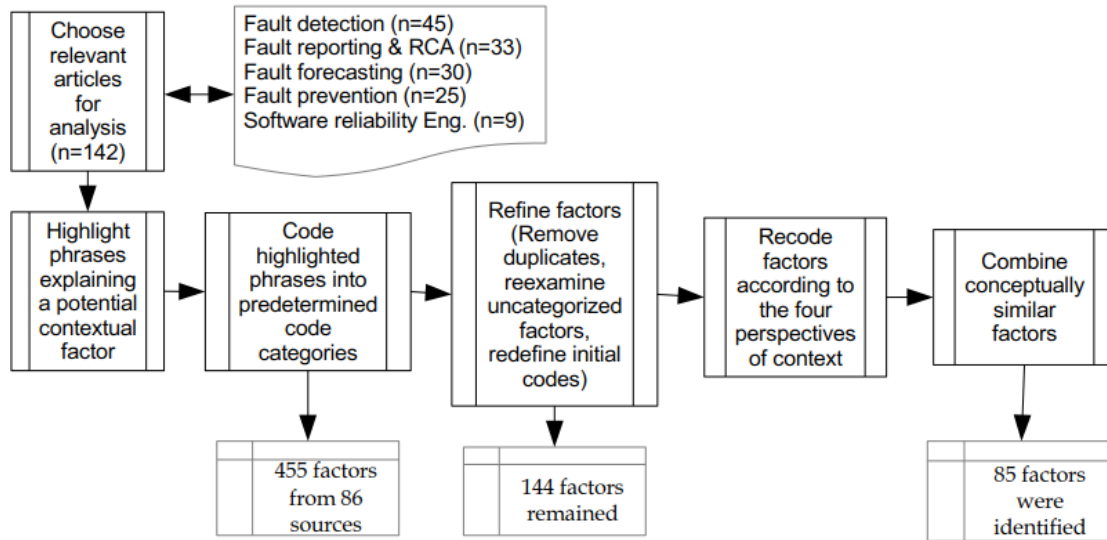 Choose
relevant
articles
for
analysis
(n=142)
Fault detection (n=45)
Fault reporting & RCA (n=33)
Fault forecasting (n=30)
Fault prevention (n=25)
Software reliability Eng. (n=9)
Highlight
phrases
explaining
a potential
contextual
factor
Code
highlighted
phrases into
predetermined
code
categories
Refine factors
(Remove
duplicates,
reexamine
uncategorized
factors,
redefine initial
codes)
Recode
factors
according to
the four
perspectives
of context
Combine
conceptually
similar
factors
455 factors
from 86
sources
144 factors
remained
85 factors
were
identified